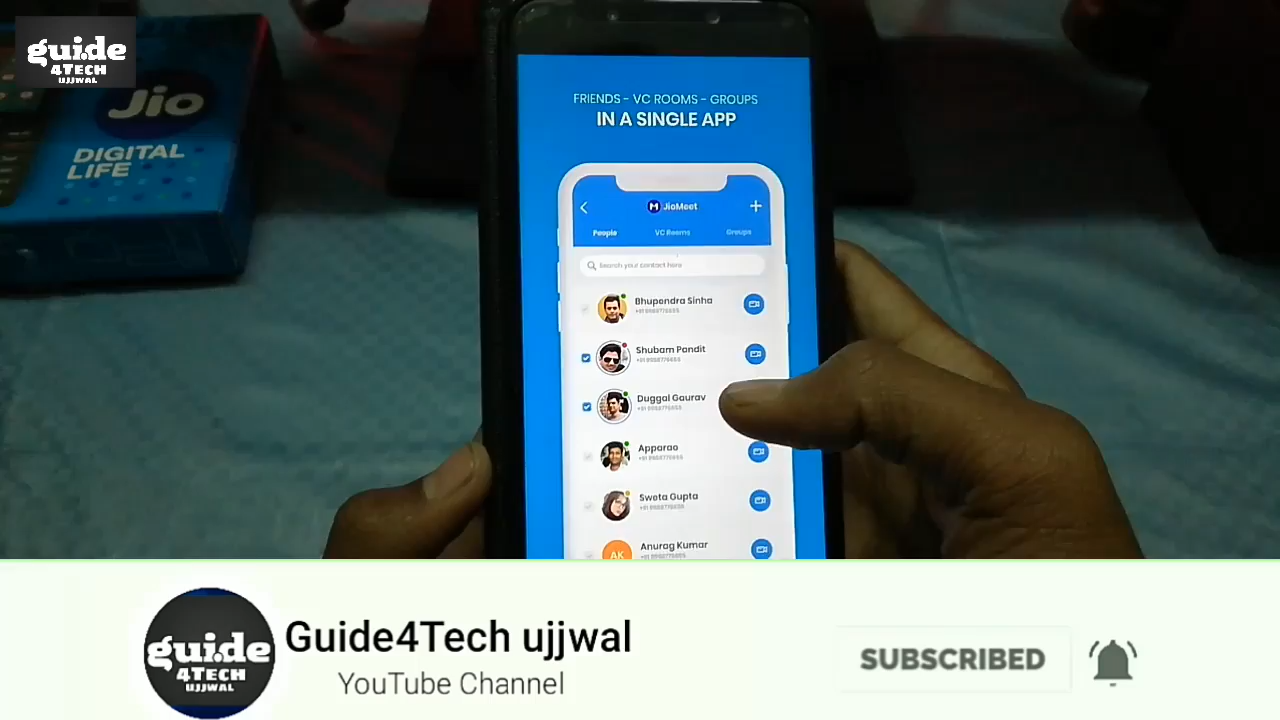 guide
4TECH
UJJWAL
Jio
DIGITAL
LIFE
FRIENDS - VC ROOMS - GROUPS
IN A SINGLE APP
JioMeet
People VC Rooms Groups
Search your contact here
Bhupendra Sinha
Shubam Pandit
Duggal Gaurav
Apparao
Sweta Gupta
AK Anurag Kumar
guide
4TECH
UJJWAL
Guide4Tech ujjwal
YouTube Channel
SUBSCRIBED